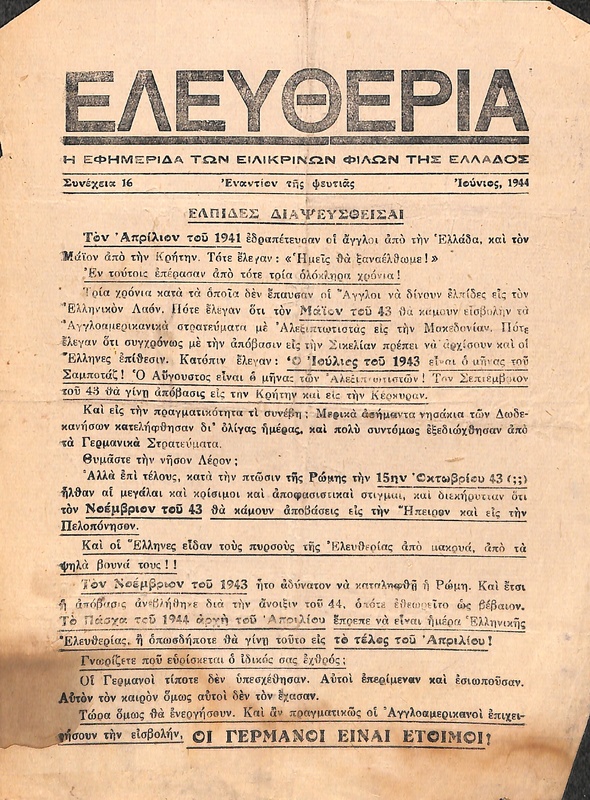 ΕΛΕΥΘΕΡΙΑ
Η ΕΦΗΜΕΡΙΔΑ ΤΩΝ ΕΙΛΙΚΡΙΝΩΝ ΦΙΛΩΝ ΤΗΣ ΕΛΛΑΔΟΣ
Συνέχεια 16 Ἐναντίον τῆς ψευτιᾶς Ἰούνιος, 1944
ΕΛΠΙΔΕΣ ΔΙΑΨΕΥΣΘΕΙΣΑΙ
Τὸν Ἀπρίλιον τοῦ 1941 ἐδραπέτευσαν οἱ ἄγγλοι ἀπὸ τὴν Ἑλλάδα, καὶ τὸν
Μάϊον ἀπὸ τὴν Κρήτην. Τότε ἔλεγαν: «Ἡμεῖς θὰ ξαναέλθωμε!»
Ἐν τούτοις ἐπέρασαν ἀπὸ τότε τρία ὁλόκληρα χρόνια!
Τρία χρόνια κατὰ τὰ ὁποῖα δὲν ἔπαυσαν οἱ Ἄγγλοι νὰ δίνουν ἐλπίδες εἰς τὸν
Ἑλληνικὸν Λαόν. Πότε ἔλεγαν ὅτι τὸν Μάϊον τοῦ 43 θὰ κάμουν εἰσβολὴν τὰ
Ἀγγλοαμερικανικὰ στρατεύματα μὲ Ἀλεξιπτωτιστὰς εἰς τὴν Μακεδονίαν. Πότε
ἔλεγαν ὅτι συγχρόνως μὲ τὴν ἀπόβασιν εἰς τὴν Σικελίαν πρέπει νὰ ἀρχίσουν καὶ οἱ
Ἕλληνες ἐπίθεσιν. Κατόπιν ἔλεγαν: Ὁ Ἰούλιος τοῦ 1943 εἶναι ὁ μῆνας τοῦ
Σαμποτάζ! Ὁ Αὔγουστος εἶναι ὁ μῆνας τῶν Ἀλεξιπτωτιστῶν! Τὸν Σεπτέμβριον
τοῦ 43 θὰ γίνῃ ἀπόβασις εἰς τὴν Κρήτην καὶ εἰς τὴν Κέρκυραν.
Καὶ εἰς τὴν πραγματικότητα τί συνέβη; Μερικὰ ἀσήμαντα νησάκια τῶν Δωδε-
κανήσων κατελήφθησαν δι' ὀλίγας ἡμέρας, καὶ πολὺ συντόμως ἐξεδιώχθησαν ἀπὸ
τὰ Γερμανικὰ Στρατεύματα.
Θυμᾶστε τὴν νῆσον Λέρον;
Ἀλλὰ ἐπὶ τέλους, κατὰ τὴν πτῶσιν τῆς Ρώμης τὴν 15ην Ὀκτωβρίου 43 (;;)
ἦλθαν αἱ μεγάλαι καὶ κρίσιμοι καὶ ἀποφασιστικαὶ στιγμαί, καὶ διεκήρυττον ὅτι
τὸν Νοέμβριον τοῦ 43 θὰ κάμουν ἀποβάσεις εἰς τὴν Ἤπειρον καὶ εἰς τὴν
Πελοπόνησον.
Καὶ οἱ Ἕλληνες εἶδαν τοὺς πυρσοὺς τῆς Ἐλευθερίας ἀπὸ μακρυά, ἀπὸ τὰ
ψηλὰ βουνά τους!!
Τὸν Νοέμβριον τοῦ 1943 ἦτο ἀδύνατον νὰ καταληφθῇ ἡ Ρώμη. Καὶ ἔτσι
ἡ ἀπόβασις ἀνεβλήθηκε διὰ τὴν ἄνοιξιν τοῦ 44, ὁπότε ἐθεωρεῖτο ὡς βέβαιον.
Τὸ Πάσχα τοῦ 1944 ἀρχὴ τοῦ Ἀπριλίου ἔπρεπε νὰ εἶναι ἡμέρα Ἑλληνικῆς
Ἐλευθερίας, ἢ ὁπωσδήποτε θὰ γίνῃ τοῦτο εἰς τὸ τέλος τοῦ Ἀπριλίου!
Γνωρίζετε ποῦ εὑρίσκεται ὁ ἰδικός σας ἐχθρός;
Οἱ Γερμανοὶ τίποτε δὲν ὑπεσχέθησαν. Αὐτοὶ ἐπερίμεναν καὶ ἐσιωποῦσαν.
Αὐτὸν τὸν καιρὸν ὅμως αὐτοὶ δὲν τὸν ἔχασαν.
Τώρα ὅμως θὰ ἐνεργήσουν. Καὶ ἂν πραγματικῶς οἱ Ἀγγλοαμερικανοὶ ἐπιχει-
ρήσουν τὴν εἰσβολήν, ΟΙ ΓΕΡΜΑΝΟΙ ΕΙΝΑΙ ΕΤΟΙΜΟΙ!